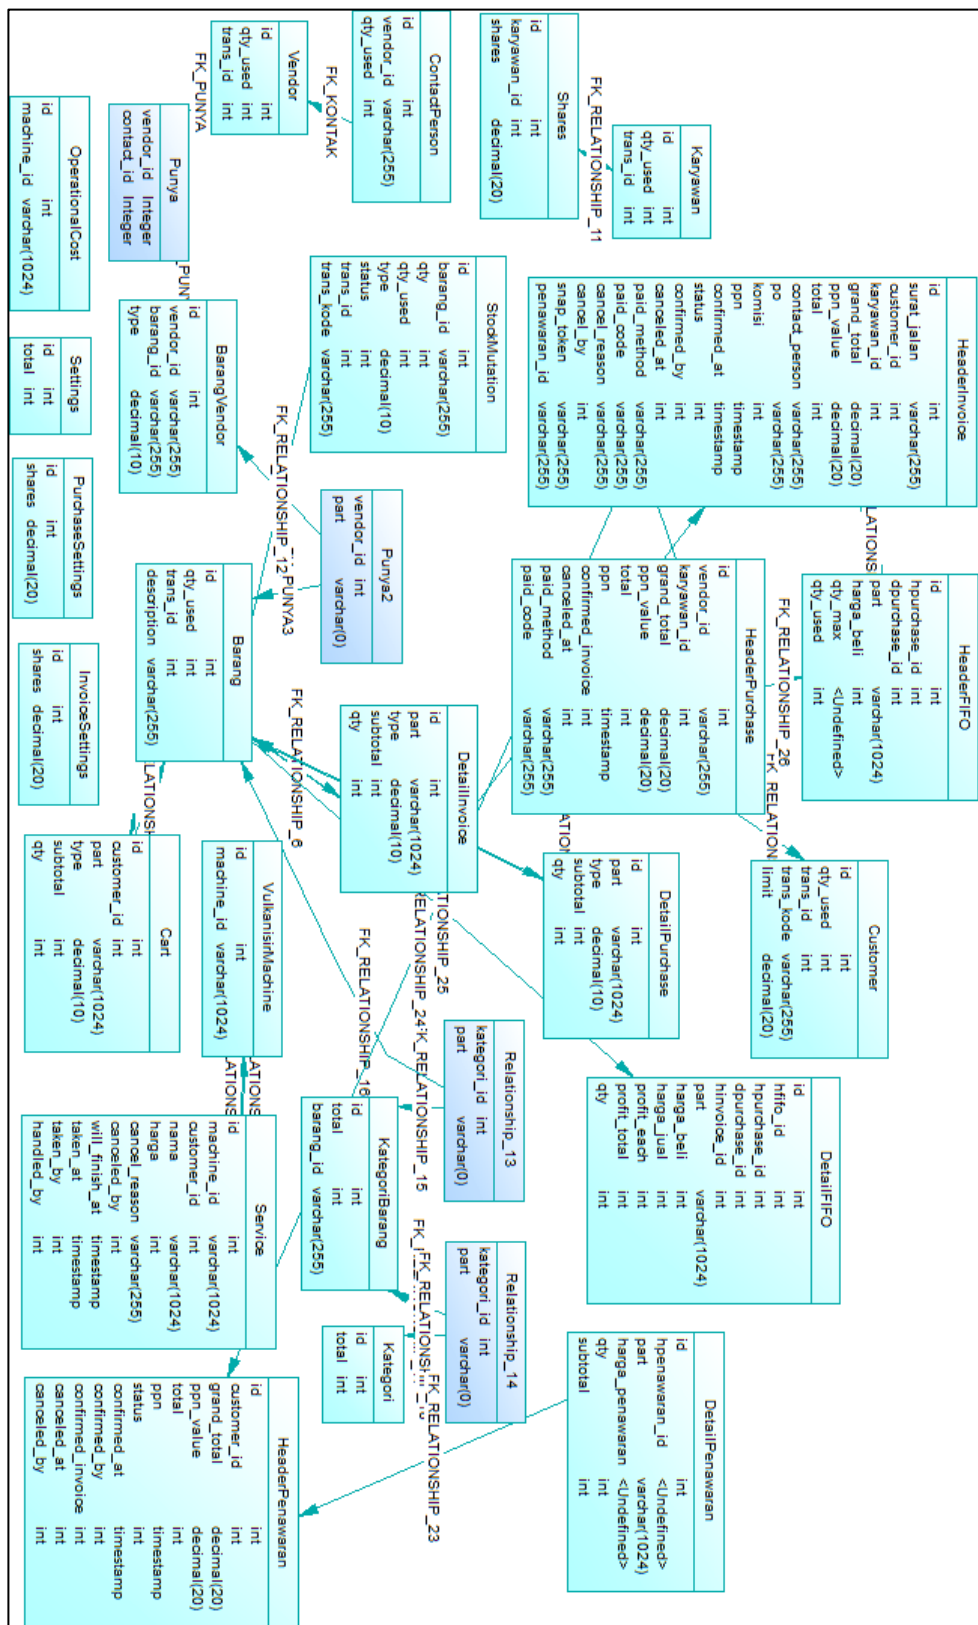 Karyawan
id int
qty_used int
trans_id int
FK_RELATIONSHIP_11
Shares
id int
karyawan_id int
shares decimal(20)
ContactPerson
id int
vendor_id varchar(255)
qty_used int
FK_KONTAK
Vendor
id int
qty_used int
trans_id int
FK_PUNYA
Punya
vendor_id Integer
contact_id Integer
_PUNY
OperationalCost
id int
machine_id varchar(1024)
HeaderInvoice
id int
surat_jalan varchar(255)
customer_id int
karyawan_id int
grand_total decimal(20)
ppn_value decimal(20)
total int
contact_person varchar(255)
po varchar(255)
komisi int
ppn timestamp
confirmed_at timestamp
status int
confirmed_by int
canceled_at int
paid_method varchar(255)
paid_code varchar(255)
cancel_reason varchar(255)
cancel_by int
snap_token varchar(255)
penawaran_id varchar(255)
StockMutation
id int
barang_id varchar(255)
qty int
qty_used int
type decimal(10)
status int
trans_id int
trans_kode varchar(255)
BarangVendor
id int
vendor_id varchar(255)
barang_id varchar(255)
type decimal(10)
FK_RELATIONSHIP_12
PUNYA3
Settings
id int
total int
PurchaseSettings
id int
shares decimal(20)
InvoiceSettings
id int
shares decimal(20)
Punya2
vendor_id int
part varchar(0)
Barang
id int
qty_used int
trans_id int
description varchar(255)
HeaderFIFO
id int
hpurchase_id int
dpurchase_id int
part varchar(1024)
harga_beli int
qty_max <Undefined>
qty_used int
LATIONS
FK_RELATIONSHIP_26
K_RELATION
HeaderPurchase
id int
vendor_id varchar(255)
karyawan_id int
grand_total decimal(20)
ppn_value decimal(20)
total int
ppn timestamp
confirmed_invoice int
canceled_at int
paid_method varchar(255)
paid_code varchar(255)
Customer
id int
qty_used int
trans_id int
trans_kode varchar(255)
limit decimal(20)
DetailInvoice
id int
part varchar(1024)
type decimal(10)
subtotal int
qty int
FK_RELATIONSHIP_6
DetailPurchase
id int
part varchar(1024)
type decimal(10)
subtotal int
qty int
TIONSHIP_25
RELATIONSHIP_24
K_RELATIONSHIP_15
FK_RELATIONSHIP_16
VulkanisirMachine
id int
machine_id varchar(1024)
Cart
id int
customer_id int
part varchar(1024)
type decimal(10)
subtotal int
qty int
DetailFIFO
id int
hfifo_id int
hpurchase_id int
dpurchase_id int
hinvoice_id int
part varchar(1024)
harga_beli int
harga_jual int
profit_each int
profit_total int
qty int
Relationship_13
kategori_id int
part varchar(0)
KategoriBarang
id int
total int
barang_id varchar(255)
Service
id int
machine_id varchar(1024)
customer_id int
nama varchar(1024)
harga int
cancel_reason varchar(255)
canceled_by int
will_finish_at timestamp
taken_at timestamp
taken_by int
handled_by int
Relationship_14
kategori_id int
part varchar(0)
Kategori
id int
total int
FK_RELATIONSHIP_23
DetailPenawaran
id int
hpenawaran_id <Undefined>
part varchar(1024)
harga_penawaran <Undefined>
qty int
subtotal int
HeaderPenawaran
id int
customer_id int
grand_total decimal(20)
ppn_value decimal(20)
total int
ppn timestamp
status int
confirmed_at timestamp
confirmed_by int
confirmed_invoice int
canceled_at int
canceled_by int